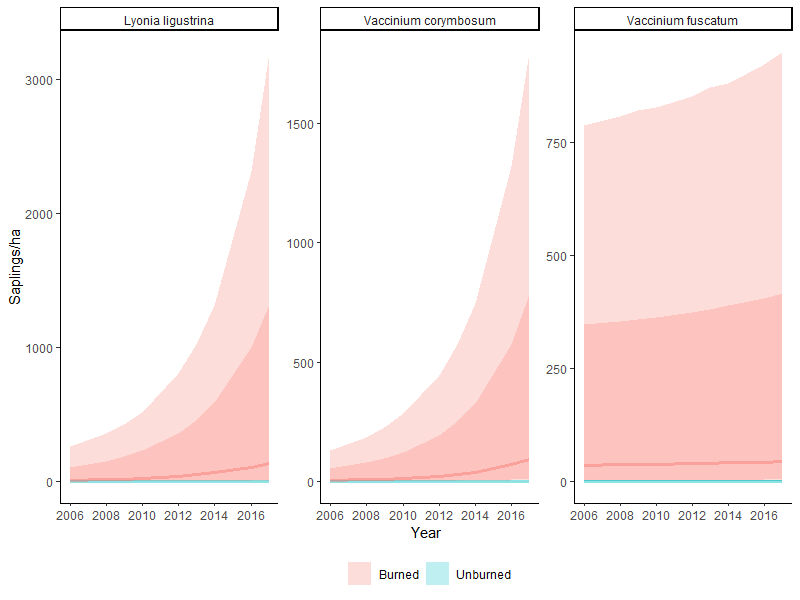 Lyonia ligustrina
Vaccinium corymbosum
Vaccinium fuscatum
Saplings/ha
3000
2000
1000
0
1500
1000
500
0
750
500
250
0
2006 2008 2010 2012 2014 2016
2006 2008 2010 2012 2014 2016
2006 2008 2010 2012 2014 2016
Year
Burned
Unburned